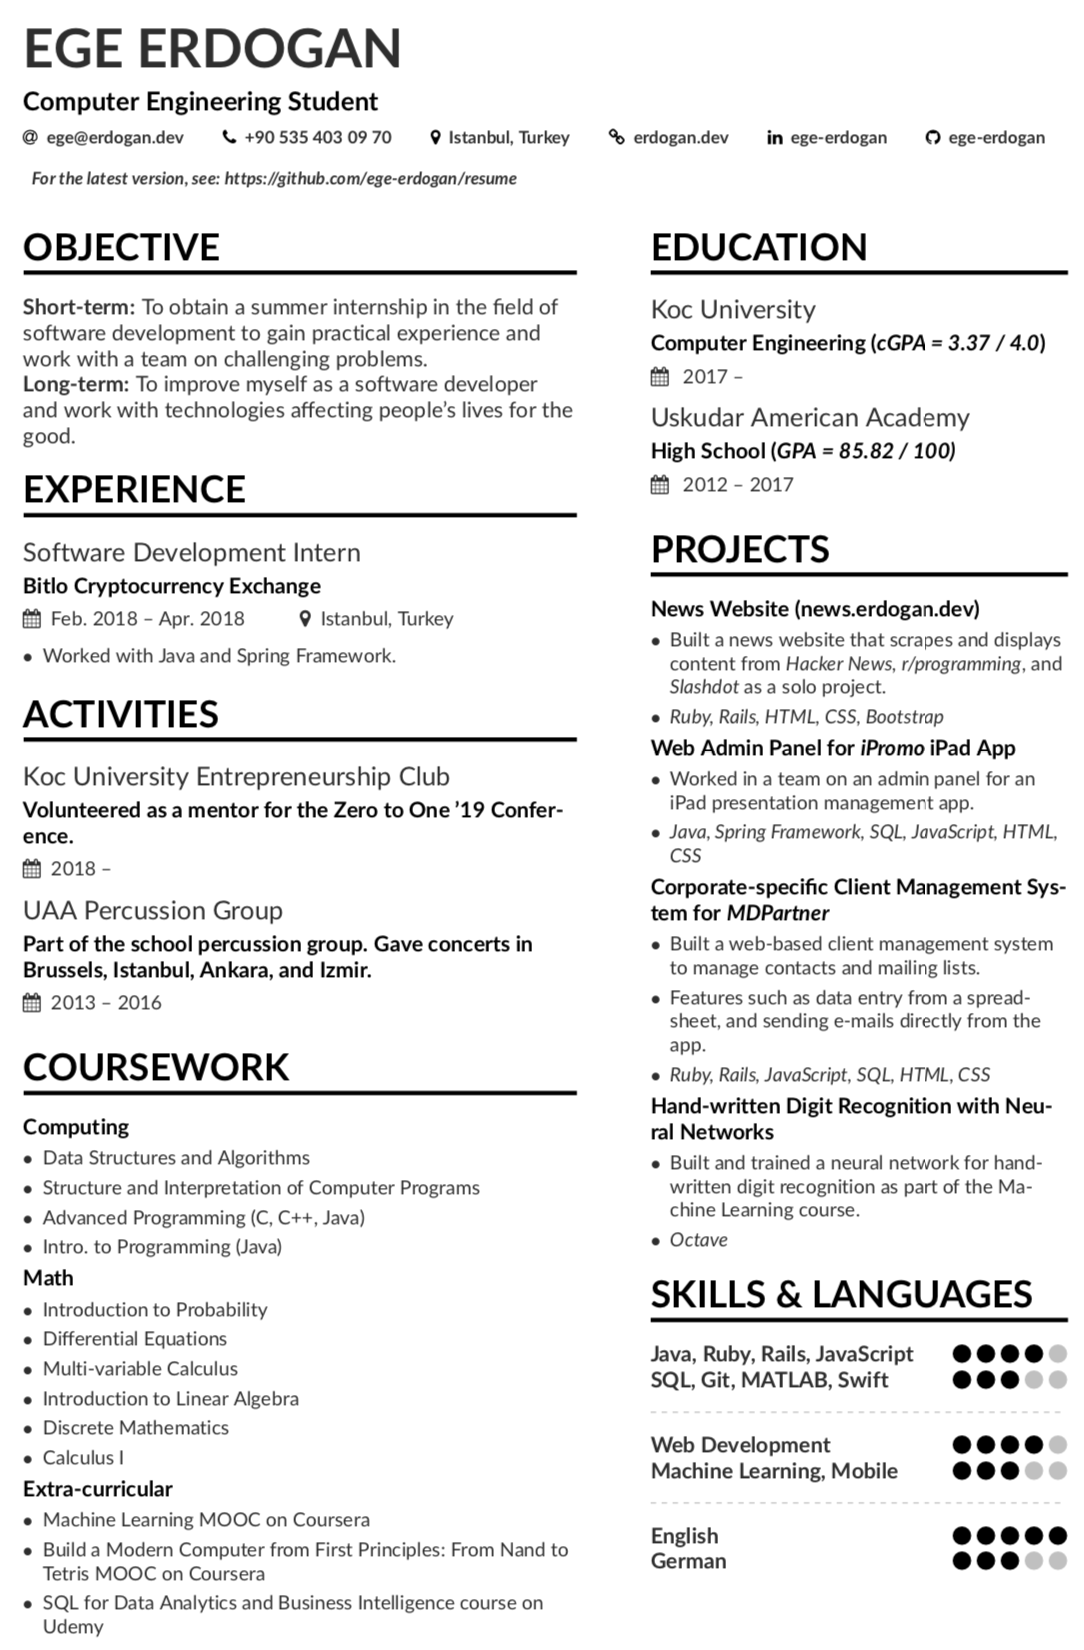 EGE ERDOGAN
Computer Engineering Student
@ ege@erdogan.dev +90 535 403 09 70 Istanbul, Turkey erdogan.dev in ege-erdogan ege-erdogan
For the latest version, see: https://github.com/ege-erdogan/resume
OBJECTIVE
Short-term: To obtain a summer internship in the field of
software development to gain practical experience and
work with a team on challenging problems.
Long-term: To improve myself as a software developer
and work with technologies affecting people's lives for the
good.
EXPERIENCE
Software Development Intern
Bitlo Cryptocurrency Exchange
Feb. 2018 – Apr. 2018 Istanbul, Turkey
• Worked with Java and Spring Framework.
ACTIVITIES
Koc University Entrepreneurship Club
Volunteered as a mentor for the Zero to One ’19 Confer-
ence.
2018 –
UAA Percussion Group
Part of the school percussion group. Gave concerts in
Brussels, Istanbul, Ankara, and Izmir.
2013 – 2016
COURSEWORK
Computing
• Data Structures and Algorithms
• Structure and Interpretation of Computer Programs
• Advanced Programming (C, C++, Java)
• Intro. to Programming (Java)
Math
• Introduction to Probability
• Differential Equations
• Multi-variable Calculus
• Introduction to Linear Algebra
• Discrete Mathematics
• Calculus I
Extra-curricular
• Machine Learning MOOC on Coursera
• Build a Modern Computer from First Principles: From Nand to
Tetris MOOC on Coursera
• SQL for Data Analytics and Business Intelligence course on
Udemy
EDUCATION
Koc University
Computer Engineering (cGPA = 3.37 / 4.0)
2017 –
Uskudar American Academy
High School (GPA = 85.82 / 100)
2012 – 2017
PROJECTS
News Website (news.erdogan.dev)
• Built a news website that scrapes and displays
content from Hacker News, r/programming, and
Slashdot as a solo project.
• Ruby, Rails, HTML, CSS, Bootstrap
Web Admin Panel for iPromo iPad App
• Worked in a team on an admin panel for an
iPad presentation management app.
• Java, Spring Framework, SQL, JavaScript, HTML,
CSS
Corporate-specific Client Management Sys-
tem for MDPartner
• Built a web-based client management system
to manage contacts and mailing lists.
• Features such as data entry from a spread-
sheet, and sending e-mails directly from the
app.
• Ruby, Rails, JavaScript, SQL, HTML, CSS
Hand-written Digit Recognition with Neu-
ral Networks
• Built and trained a neural network for hand-
written digit recognition as part of the Ma-
chine Learning course.
• Octave
SKILLS & LANGUAGES
Java, Ruby, Rails, JavaScript
SQL, Git, MATLAB, Swift
Web Development
Machine Learning, Mobile
English
German